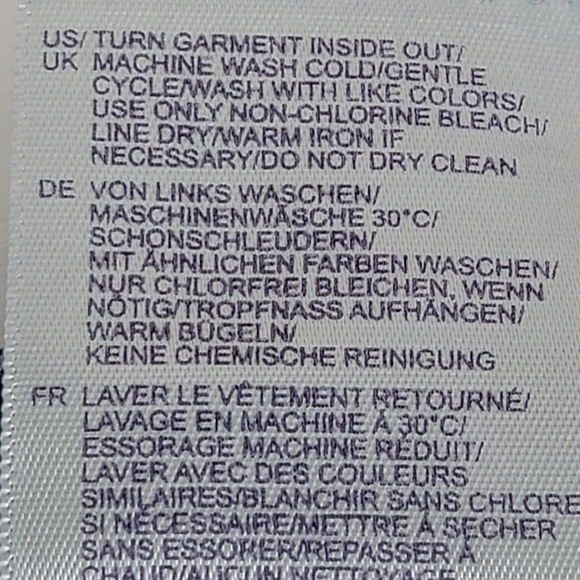 US/ TURN GARMENT INSIDE OUT/
UK MACHINE WASH COLD/GENTLE
CYCLE/WASH WITH LIKE COLORS/
USE ONLY NON-CHLORINE BLEACH/
LINE DRY/WARM IRON IF
NECESSARY/DO NOT DRY CLEAN
DE VON LINKS WASCHEN/
MASCHINENWÄSCHE 30°C/
SCHONSCHLEUDERN/
MIT ÄHNLICHEN FARBEN WASCHEN/
NUR CHLORFREI BLEICHEN, WENN
NÖTIG/TROPFNASS AUFHÄNGEN/
WARM BÜGELN/
KEINE CHEMISCHE REINIGUNG
FR LAVER LE VÊTEMENT RETOURNÉ/
LAVAGE EN MACHINE À 30°C/
ESSORAGE MACHINE RÉDUIT/
LAVER AVEC DES COULEURS
SIMILAIRES/BLANCHIR SANS CHLORE
SI NÉCESSAIRE/METTRE À SÉCHER
SANS ESSORER/REPASSER À
CHAUD/AUCUN NETTOYAGE